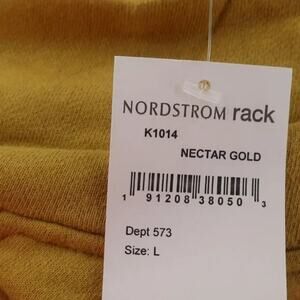 NORDSTROM rack
K1014
NECTAR GOLD
1 91208 38050 3
Dept 573
Size: L